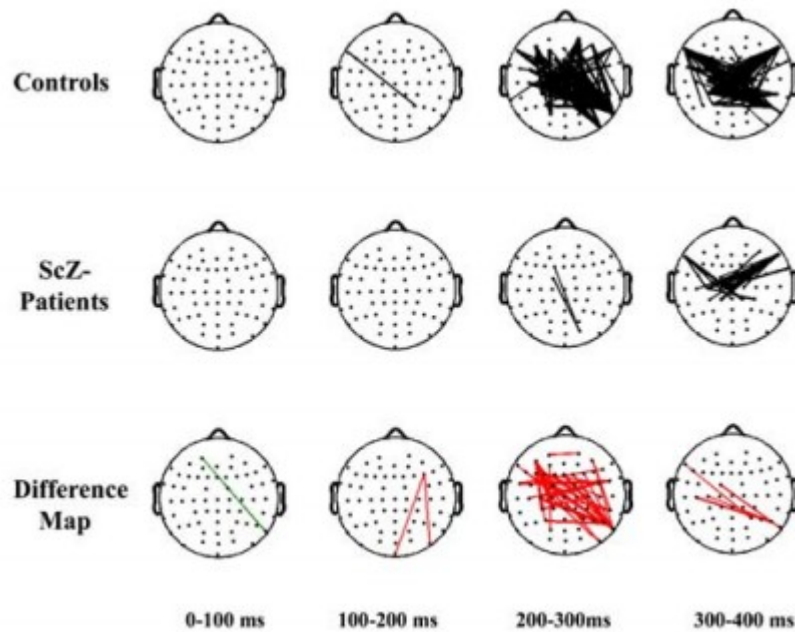 Controls
ScZ-
Patients
Difference
Map
0-100 ms
100-200 ms
200-300ms
300-400 ms